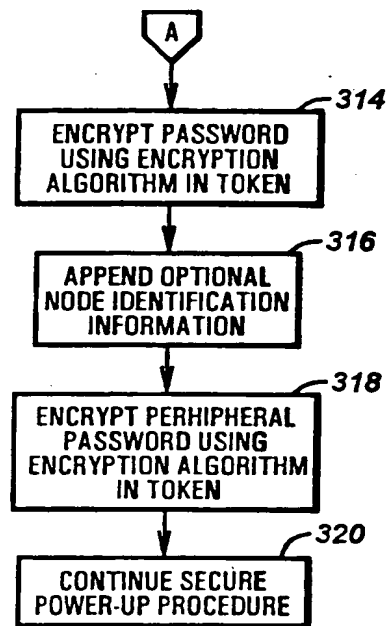 A
314
ENCRYPT PASSWORD
USING ENCRYPTION
ALGORITHM IN TOKEN
316
APPEND OPTIONAL
NODE IDENTIFICATION
INFORMATION
318
ENCRYPT PERHIPHERAL
PASSWORD USING
ENCRYPTION ALGORITHM
IN TOKEN
320
CONTINUE SECURE
POWER-UP PROCEDURE